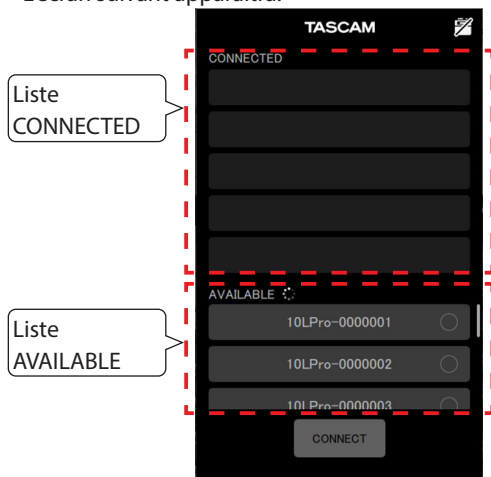 L'écran suivant apparaîtra.
TASCAM
CONNECTED
Liste
CONNECTED
AVAILABLE
10LPro-0000001
Liste
AVAILABLE
10LPro-0000002
10LPro-0000003
CONNECT